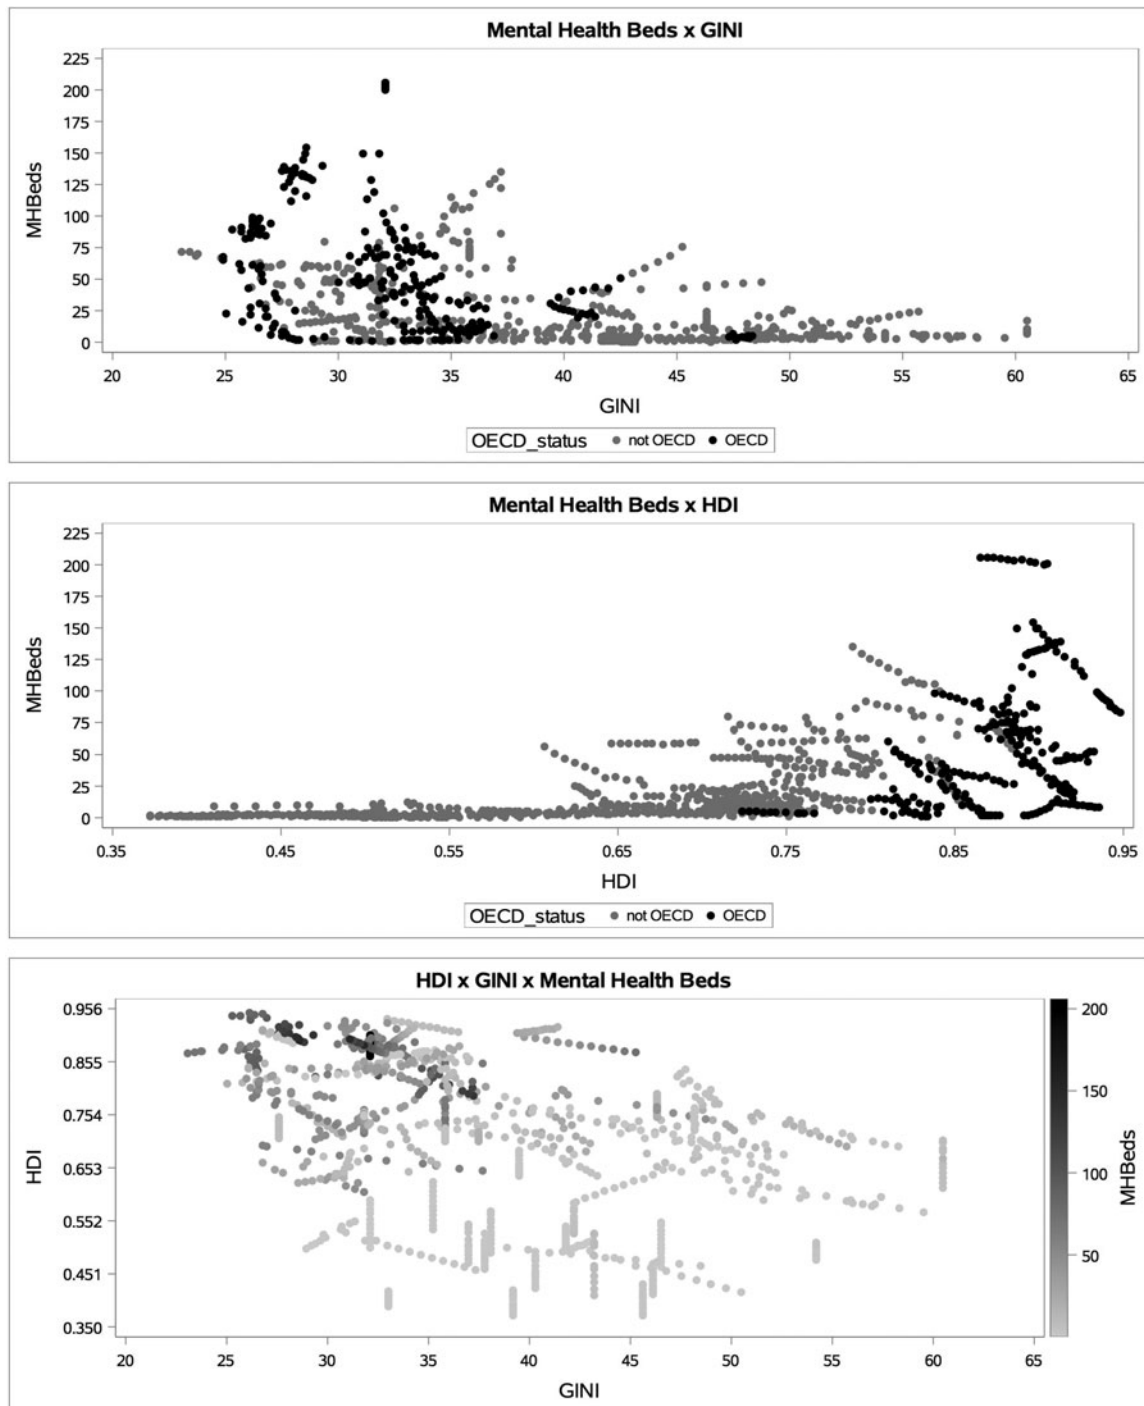 Mental Health Beds x GINI
225
200
175
150
125
100
75
50
25
0
MHBeds
20 25 30 35 40 45 50 55 60 65
GINI
OECD_status not OECD OECD
Mental Health Beds x HDI
225
200
175
150
125
100
75
50
25
0
MHBeds
0.35 0.45 0.55 0.65 0.75 0.85 0.95
HDI
OECD_status not OECD OECD
HDI x GINI x Mental Health Beds
0.956
0.855
0.754
0.653
0.552
0.451
0.350
HDI
20 25 30 35 40 45 50 55 60 65
GINI
200
150
100
50
MHBeds